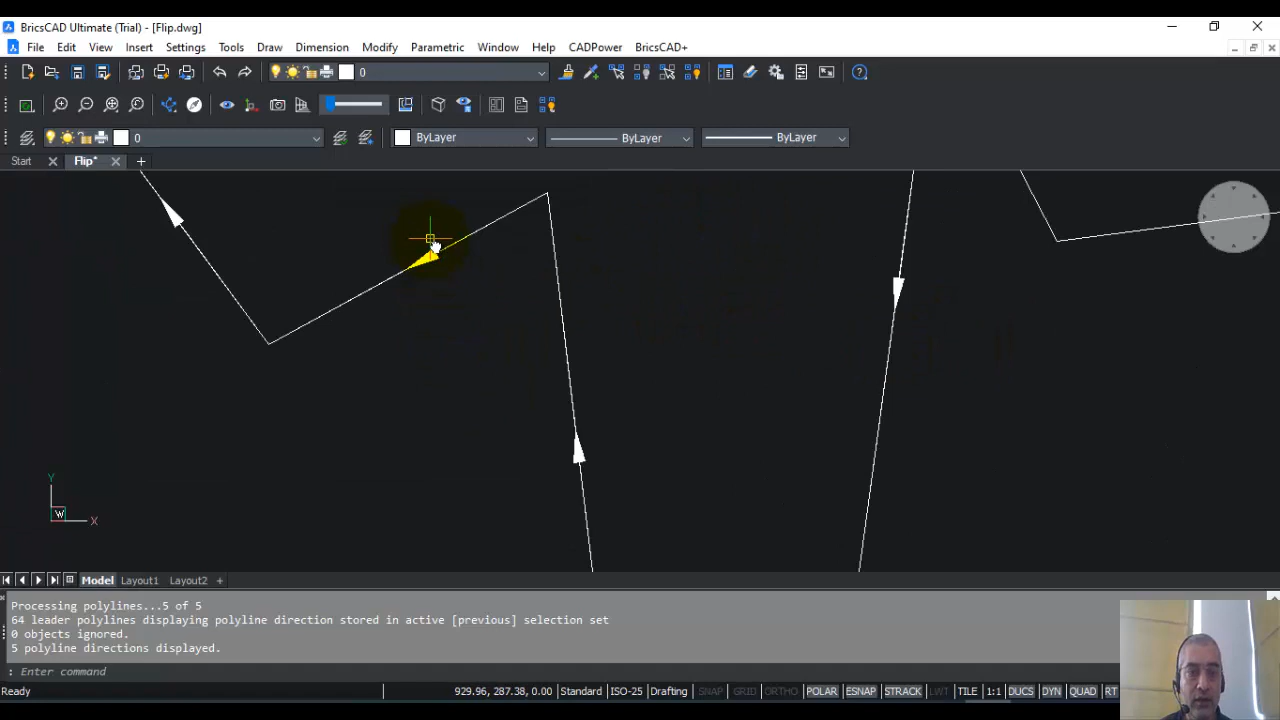 BricsCAD Ultimate (Trial) - [Flip.dwg]
File Edit View Insert Settings Tools Draw Dimension Modify Parametric Window Help CADPower BricsCAD+
0
0 ByLayer ByLayer ByLayer
Start Flip* +
Y
W X
Model Layout1 Layout2 +
Processing polylines...5 of 5
64 leader polylines displaying polyline direction stored in active [previous] selection set
0 objects ignored.
5 polyline directions displayed.
: Enter command
Ready 929.96, 287.38, 0.00 Standard ISO-25 Drafting SNAP GRID ORTHO POLAR ESNAP STRACK LWT TILE 1:1 DUCS DYN QUAD RT